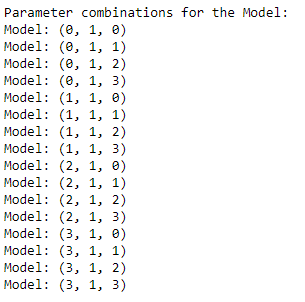 Parameter combinations for the Model:
Model: (0, 1, 0)
Model: (0, 1, 1)
Model: (0, 1, 2)
Model: (0, 1, 3)
Model: (1, 1, 0)
Model: (1, 1, 1)
Model: (1, 1, 2)
Model: (1, 1, 3)
Model: (2, 1, 0)
Model: (2, 1, 1)
Model: (2, 1, 2)
Model: (2, 1, 3)
Model: (3, 1, 0)
Model: (3, 1, 1)
Model: (3, 1, 2)
Model: (3, 1, 3)